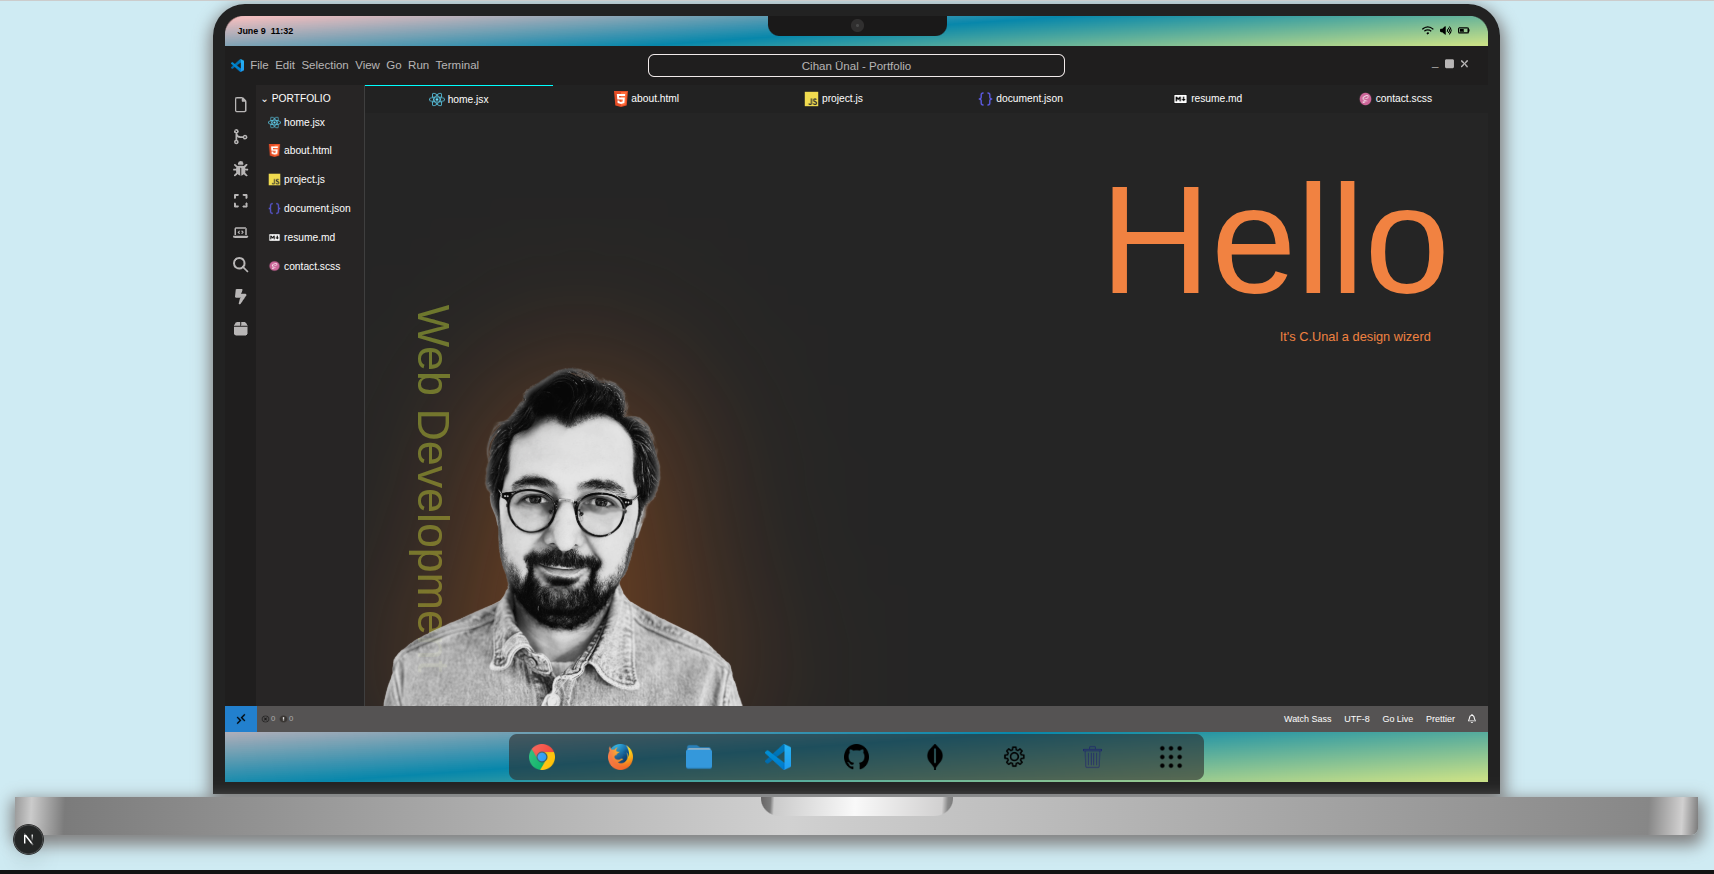 June 9 11:32
File Edit Selection View Go Run Terminal
Cihan Ünal - Portfolio
PORTFOLIO
home.jsx
about.html
project.js
document.json
resume.md
contact.scss
home.jsx
about.html
project.js
document.json
resume.md
contact.scss
Hello
It's C.Unal a design wizerd
Web Developme
0 0
Watch Sass UTF-8 Go Live Prettier